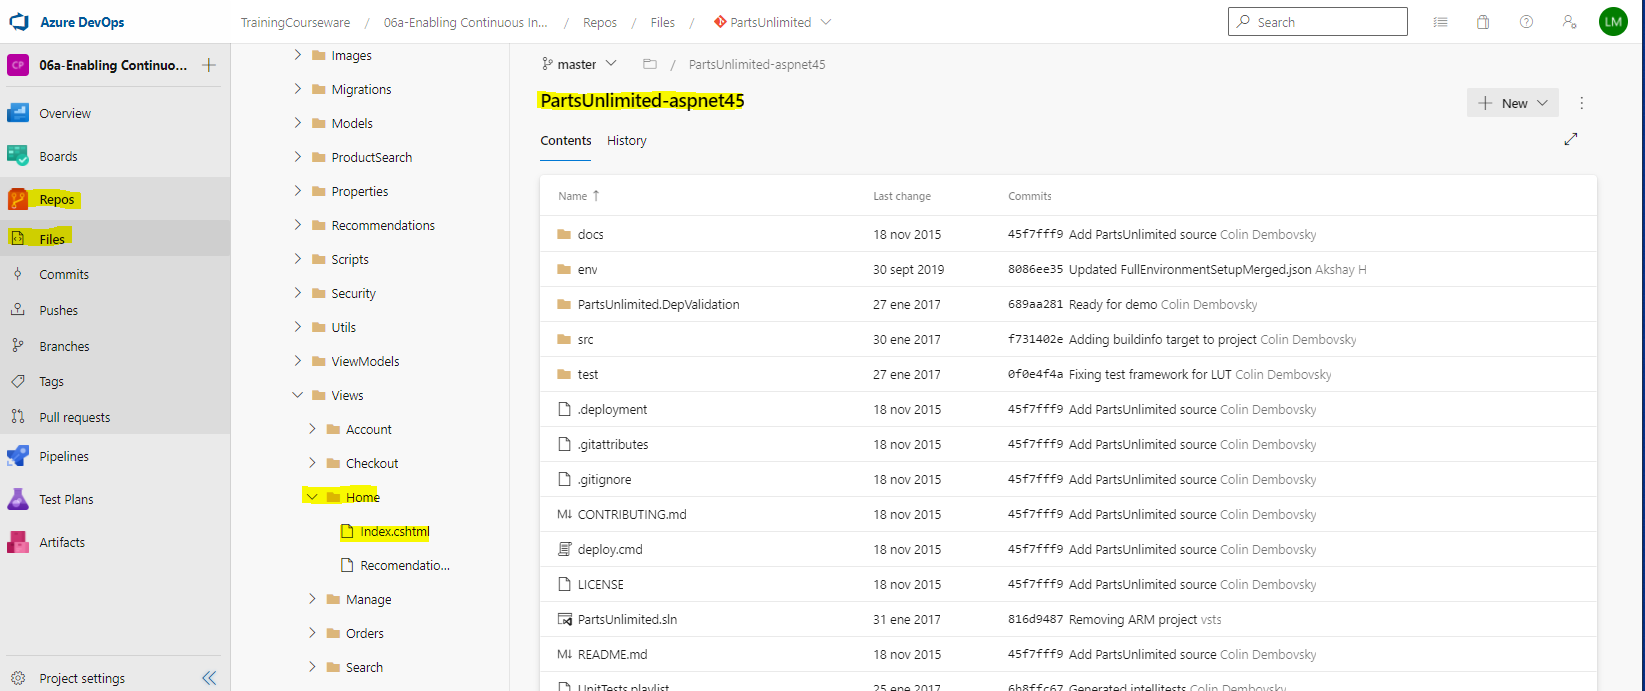 Azure DevOps
TrainingCourseware / 06a-Enabling Continuous In... / Repos / Files / PartsUnlimited
Search
LM
CP 06a-Enabling Continuo...
Overview
Boards
Repos
Files
Commits
Pushes
Branches
Tags
Pull requests
Pipelines
Test Plans
Artifacts
Project settings
Images
Migrations
Models
ProductSearch
Properties
Recommendations
Scripts
Security
Utils
ViewModels
Views
Account
Checkout
Home
Index.cshtml
Recomendatio...
Manage
Orders
Search
master / PartsUnlimited-aspnet45
PartsUnlimited-aspnet45
New
Contents History
Name Last change Commits
docs 18 nov 2015 45f7fff9 Add PartsUnlimited source Colin Dembovsky
env 30 sept 2019 8086ee35 Updated FullEnvironmentSetupMerged.json Akshay H
PartsUnlimited.DepValidation 27 ene 2017 689aa281 Ready for demo Colin Dembovsky
src 30 ene 2017 f731402e Adding buildinfo target to project Colin Dembovsky
test 27 ene 2017 0f0e4f4a Fixing test framework for LUT Colin Dembovsky
.deployment 18 nov 2015 45f7fff9 Add PartsUnlimited source Colin Dembovsky
.gitattributes 18 nov 2015 45f7fff9 Add PartsUnlimited source Colin Dembovsky
.gitignore 18 nov 2015 45f7fff9 Add PartsUnlimited source Colin Dembovsky
M↓ CONTRIBUTING.md 18 nov 2015 45f7fff9 Add PartsUnlimited source Colin Dembovsky
deploy.cmd 18 nov 2015 45f7fff9 Add PartsUnlimited source Colin Dembovsky
LICENSE 18 nov 2015 45f7fff9 Add PartsUnlimited source Colin Dembovsky
PartsUnlimited.sln 31 ene 2017 816d9487 Removing ARM project vsts
M↓ README.md 18 nov 2015 45f7fff9 Add PartsUnlimited source Colin Dembovsky
UnitTests.playlist 25 ene 2017 6b8ffc67 Generated intellitests Colin Dembovsky